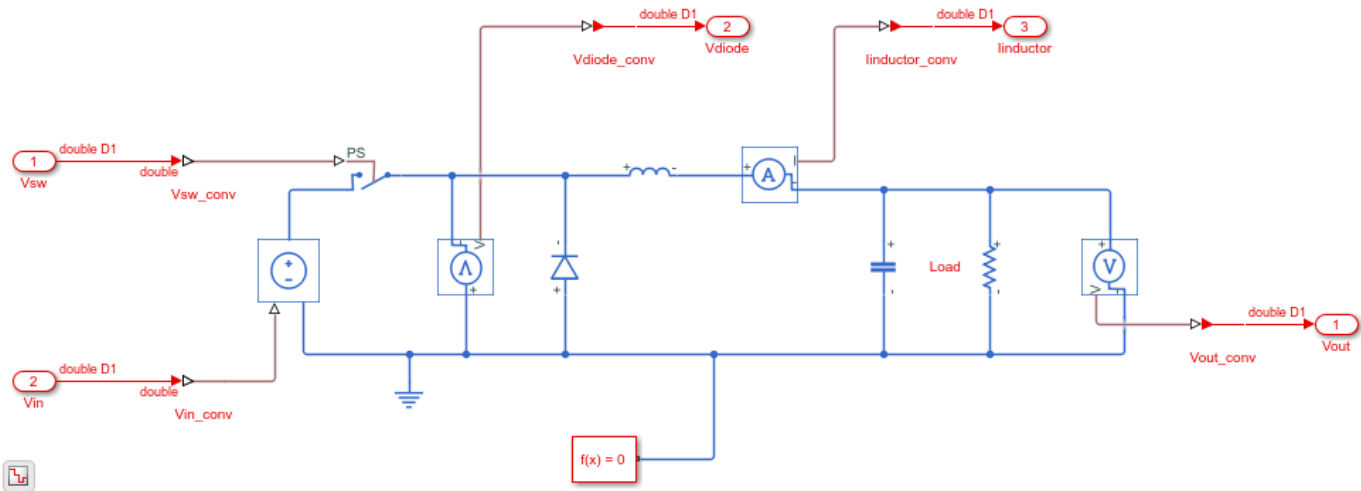 double D1
2
Vdiode
Vdiode_conv
double D1
3
Iinductor
Iinductor_conv
1
Vsw
double D1
double
Vsw_conv
PS
+
-
+
A
I
-
+
-
V
-
V
+
-
+
+
-
Load
+
-
+
V
V
-
double D1
1
Vout
Vout_conv
2
Vin
double D1
double
Vin_conv
f(x) = 0